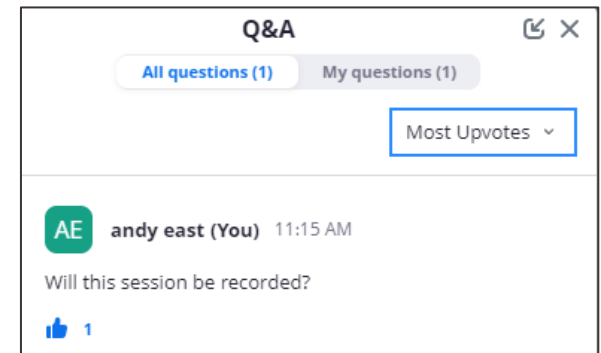 Q&A
All questions (1) My questions (1)
Most Upvotes
AE andy east (You) 11:15 AM
Will this session be recorded?
1